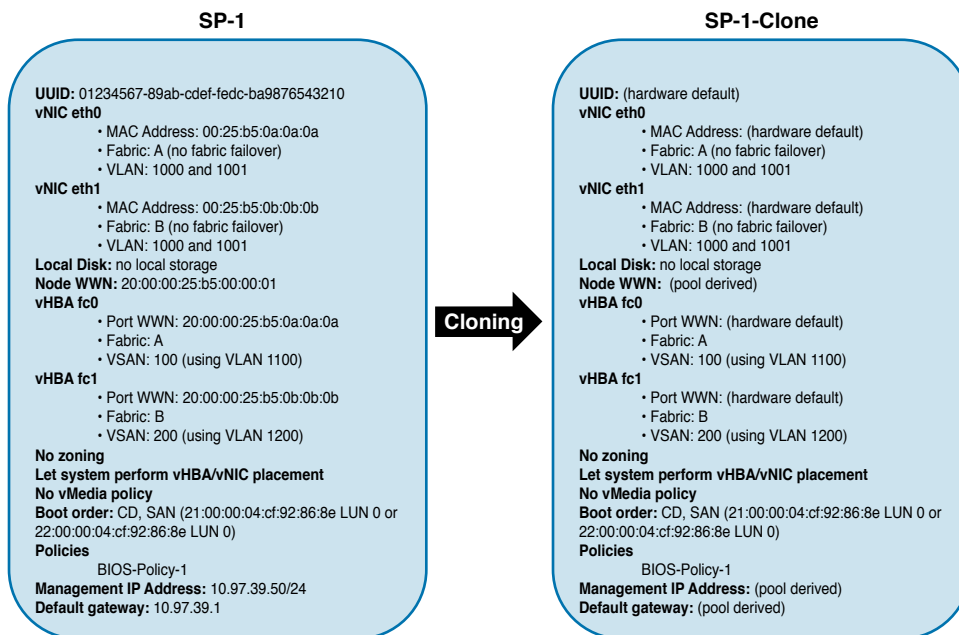 SP-1
UUID: 01234567-89ab-cdef-fedc-ba9876543210
vNIC eth0
• MAC Address: 00:25:b5:0a:0a:0a
• Fabric: A (no fabric failover)
• VLAN: 1000 and 1001
vNIC eth1
• MAC Address: 00:25:b5:0b:0b:0b
• Fabric: B (no fabric failover)
• VLAN: 1000 and 1001
Local Disk: no local storage
Node WWN: 20:00:00:25:b5:00:00:01
vHBA fc0
• Port WWN: 20:00:00:25:b5:0a:0a:0a
• Fabric: A
• VSAN: 100 (using VLAN 1100)
vHBA fc1
• Port WWN: 20:00:00:25:b5:0b:0b:0b
• Fabric: B
• VSAN: 200 (using VLAN 1200)
No zoning
Let system perform vHBA/vNIC placement
No vMedia policy
Boot order: CD, SAN (21:00:00:04:cf:92:86:8e LUN 0 or
22:00:00:04:cf:92:86:8e LUN 0)
Policies
BIOS-Policy-1
Management IP Address: 10.97.39.50/24
Default gateway: 10.97.39.1
Cloning
SP-1-Clone
UUID: (hardware default)
vNIC eth0
• MAC Address: (hardware default)
• Fabric: A (no fabric failover)
• VLAN: 1000 and 1001
vNIC eth1
• MAC Address: (hardware default)
• Fabric: B (no fabric failover)
• VLAN: 1000 and 1001
Local Disk: no local storage
Node WWN: (pool derived)
vHBA fc0
• Port WWN: (hardware default)
• Fabric: A
• VSAN: 100 (using VLAN 1100)
vHBA fc1
• Port WWN: (hardware default)
• Fabric: B
• VSAN: 200 (using VLAN 1200)
No zoning
Let system perform vHBA/vNIC placement
No vMedia policy
Boot order: CD, SAN (21:00:00:04:cf:92:86:8e LUN 0 or
22:00:00:04:cf:92:86:8e LUN 0)
Policies
BIOS-Policy-1
Management IP Address: (pool derived)
Default gateway: (pool derived)